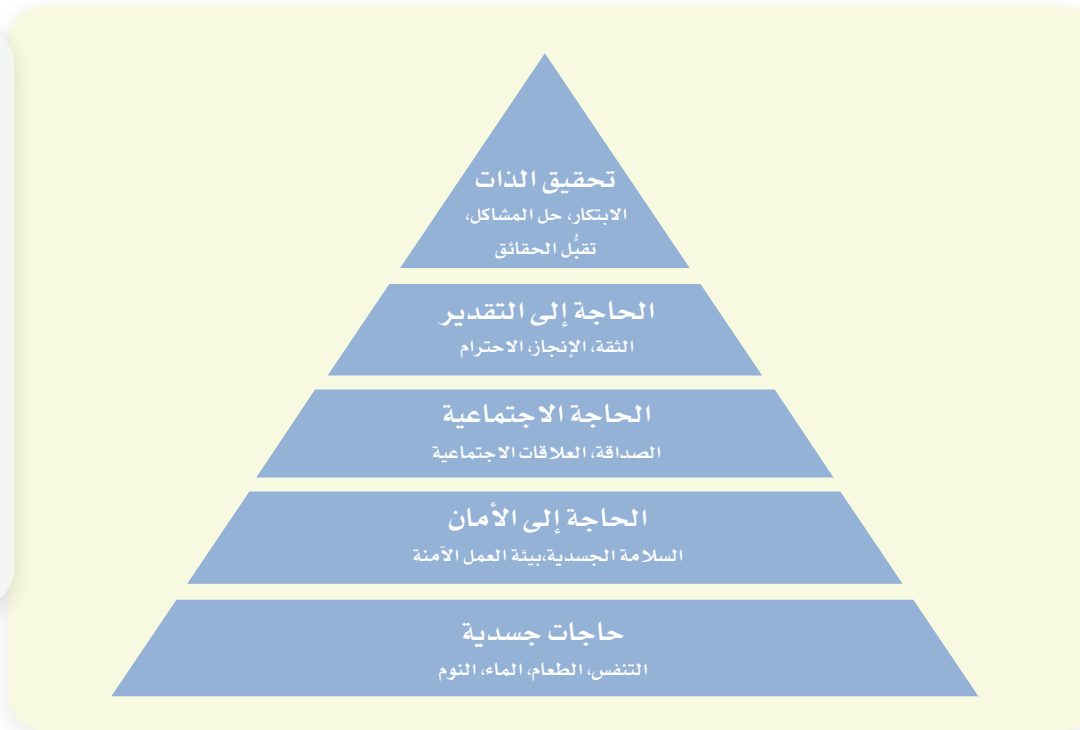 تحقيق الذات
الابتكار، حل المشاكل،
تقبُّل الحقائق
الحاجة إلى التقدير
الثقة، الإنجاز، الاحترام
الحاجة الاجتماعية
الصداقة، العلاقات الاجتماعية
الحاجة إلى الأمان
السلامة الجسدية،بيئة العمل الآمنة
حاجات جسدية
التنفس، الطعام، الماء، النوم